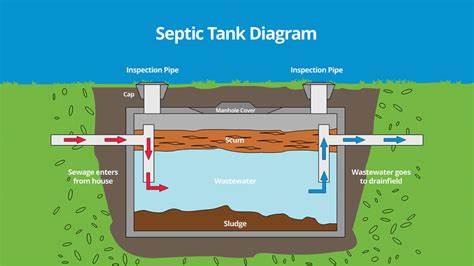 Septic Tank Diagram
Inspection Pipe
Inspection Pipe
Cap
Manhole Cover
Scum
Sewage enters
from house
Wastewater goes
to drainfield
Wastewater
Sludge